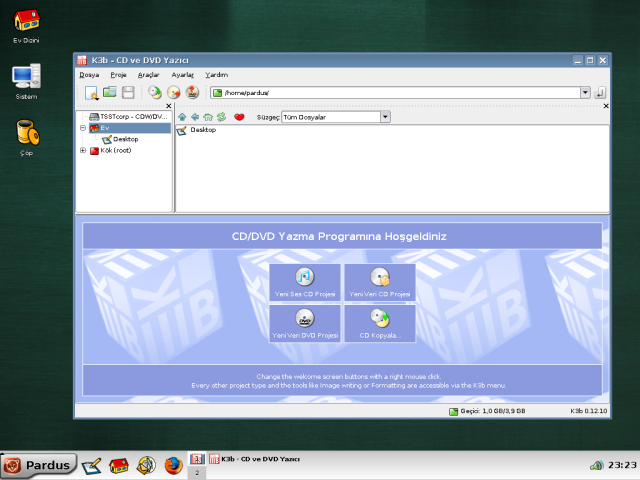 Ev Dizini
Sistem
Çöp
K3b - CD ve DVD Yazıcı
Dosya Proje Araçlar Ayarlar Yardım
/home/pardus/
TSSTcorp - CDW/DV...
Ev
Desktop
Kök (root)
Süzgeç: Tüm Dosyalar
Desktop
CD/DVD Yazma Programına Hoşgeldiniz
Yeni Ses CD Projesi
Yeni Veri CD Projesi
Yeni Veri DVD Projesi
CD Kopyala...
Change the welcome screen buttons with a right mouse click.
Every other project type and the tools like Image writing or Formatting are accessible via the K3b menu.
Geçici: 1,0 GB/3,9 GB
K3b 0.12.10
Pardus
2
K3b - CD ve DVD Yazıcı
23:23